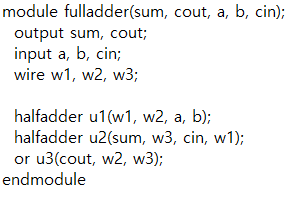 module fulladder(sum, cout, a, b, cin);
output sum, cout;
input a, b, cin;
wire w1, w2, w3;
halfadder u1(w1, w2, a, b);
halfadder u2(sum, w3, cin, w1);
or u3(cout, w2, w3);
endmodule